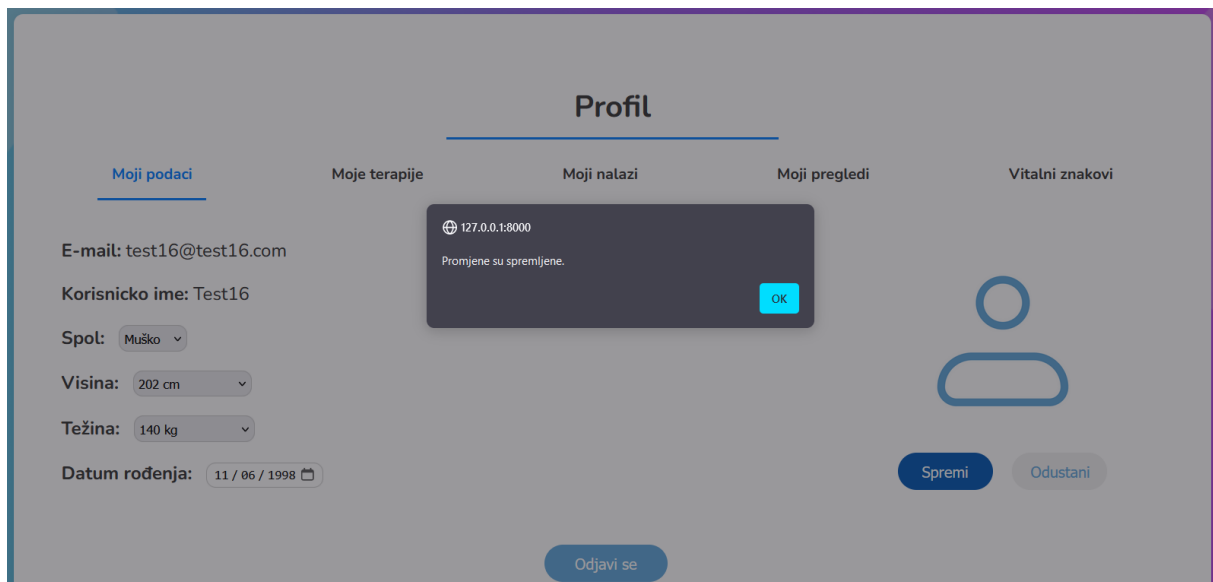 Profil
Moji podaci Moje terapije Moji nalazi Moji pregledi Vitalni znakovi
127.0.0.1:8000
Promjene su spremljene.
OK
E-mail: test16@test16.com
Korisnicko ime: Test16
Spol: Muško
Visina: 202 cm
Težina: 140 kg
Datum rođenja: 11 / 06 / 1998
Spremi Odustani
Odjavi se